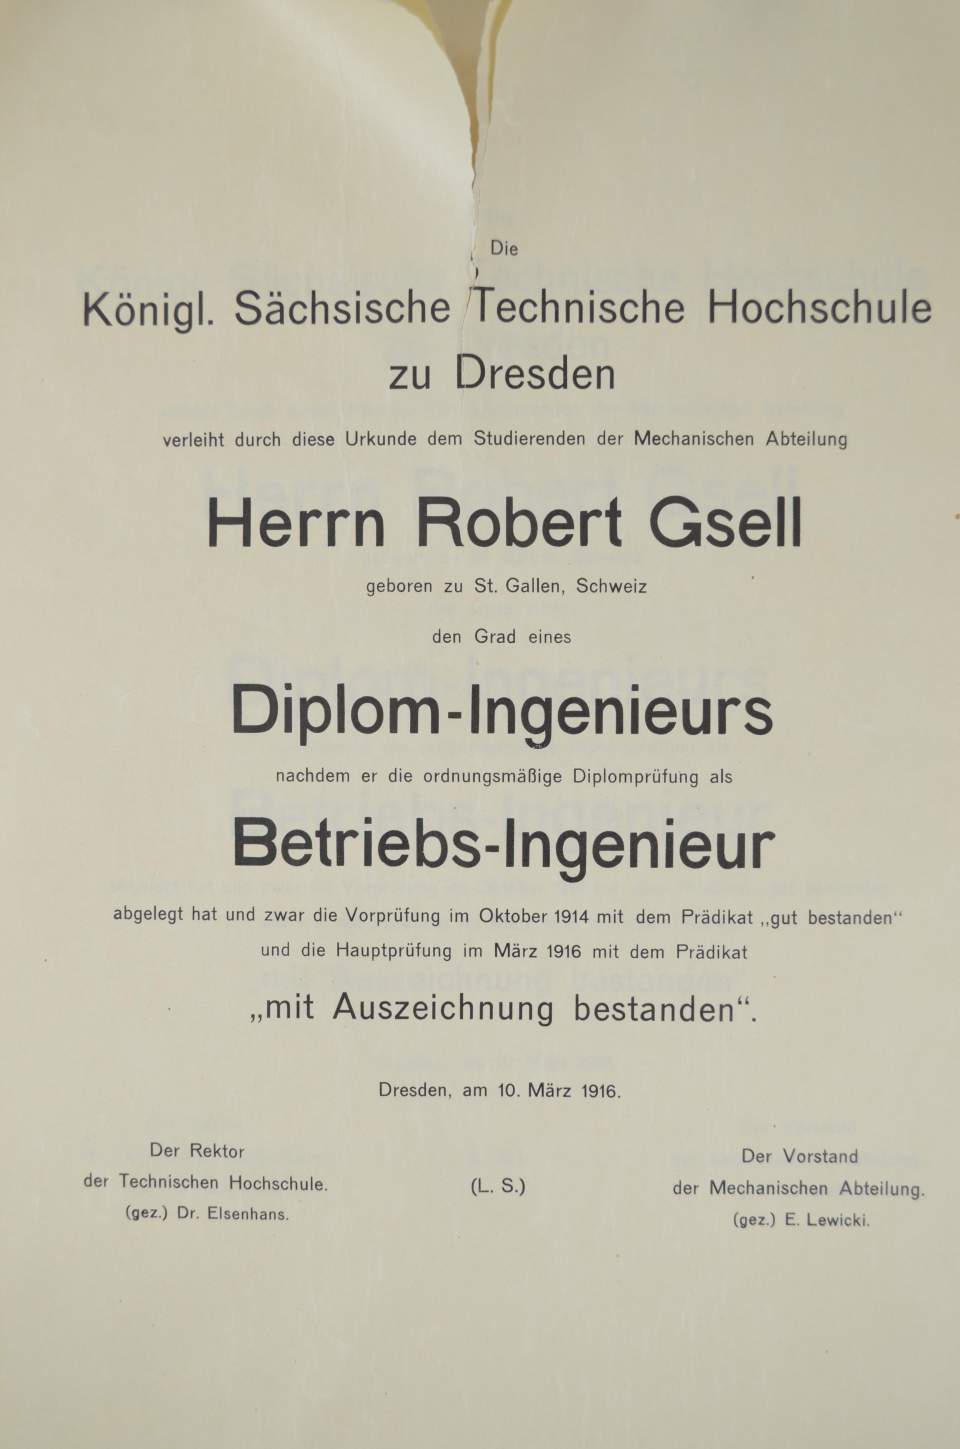 Die
Königl. Sächsische Technische Hochschule
zu Dresden
verleiht durch diese Urkunde dem Studierenden der Mechanischen Abteilung
Herrn Robert Gsell
geboren zu St. Gallen, Schweiz
den Grad eines
Diplom-Ingenieurs
nachdem er die ordnungsmäßige Diplomprüfung als
Betriebs-Ingenieur
abgelegt hat und zwar die Vorprüfung im Oktober 1914 mit dem Prädikat „gut bestanden“
und die Hauptprüfung im März 1916 mit dem Prädikat
„mit Auszeichnung bestanden“.
Dresden, am 10. März 1916.
Der Rektor
der Technischen Hochschule.
(gez.) Dr. Elsenhans.
(L. S.)
Der Vorstand
der Mechanischen Abteilung.
(gez.) E. Lewicki.